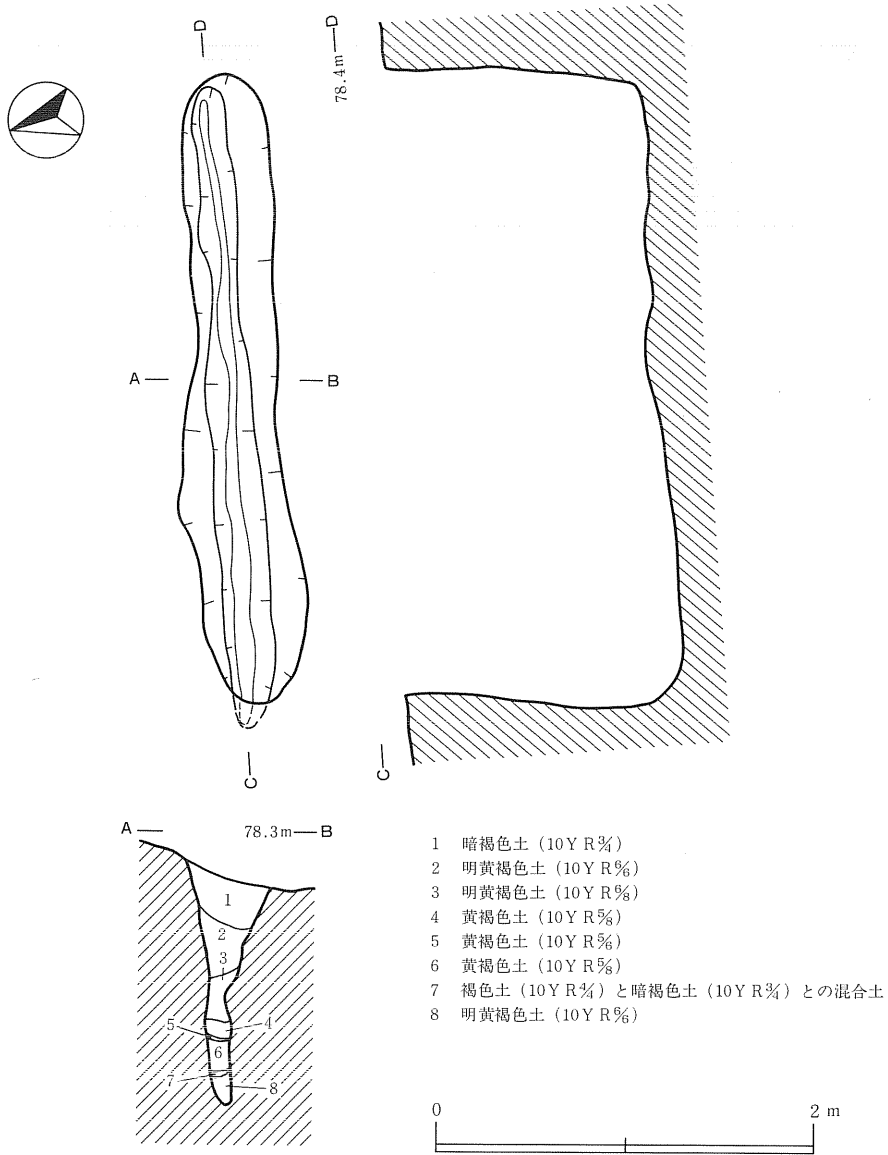 D
D
78.4m
A
B
C
C
A
78.3m
B
1
2
3
4
5
6
7
8
1 暗褐色土 (10YR3/4)
2 明黄褐色土 (10YR6/6)
3 明黄褐色土 (10YR6/8)
4 黄褐色土 (10YR5/8)
5 黄褐色土 (10YR5/6)
6 黄褐色土 (10YR5/8)
7 褐色土 (10YR4/4) と暗褐色土 (10YR3/4) との混合土
8 明黄褐色土 (10YR6/6)
0 2 m